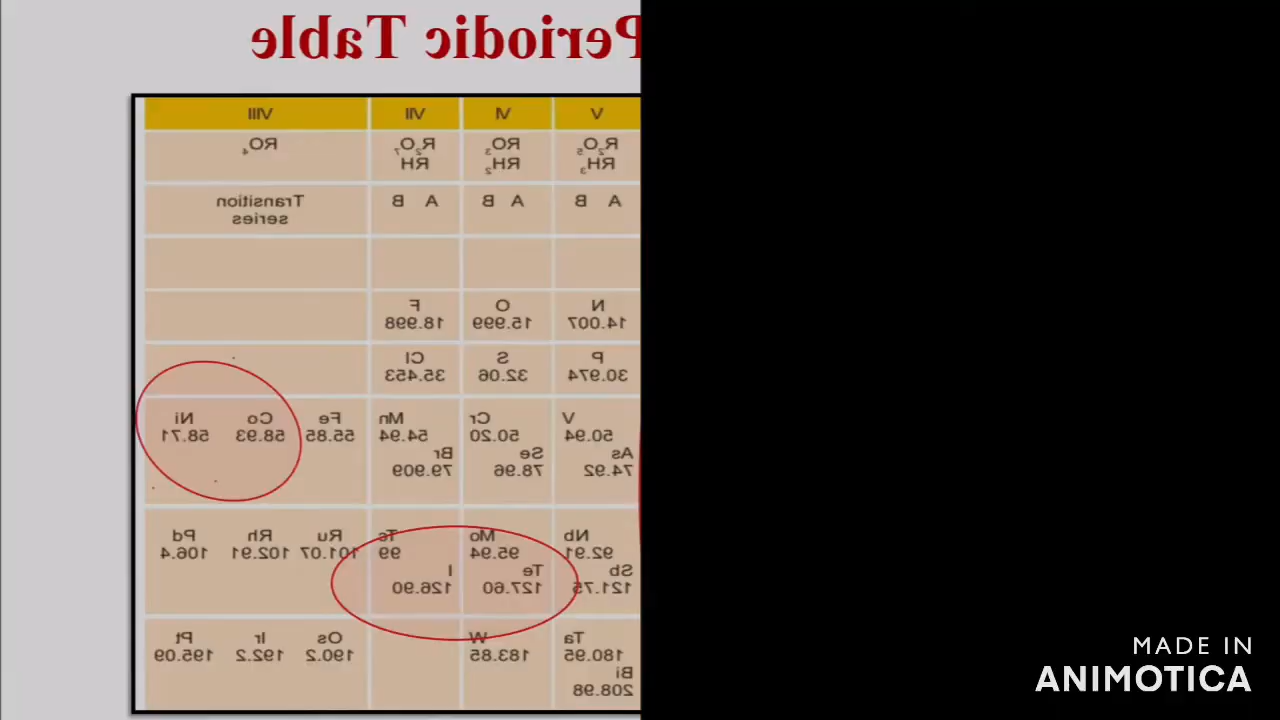 Periodic Table
V VI VII VIII
R₂O₅ RO₃ R₂O₇ RO₄
RH₃ RH₂ RH
A B A B A B Transition
series
N O F
14.007 15.999 18.998
P S Cl
30.974 32.06 35.453
V Cr Mn Fe Co Ni
50.94 50.20 54.94 55.85 58.93 58.71
As Se Br
74.92 78.96 79.909
Nb Mo Tc Ru Rh Pd
92.91 95.94 99 101.07 102.91 106.4
Sb Te I
121.75 127.60 126.90
Ta W Os Ir Pt
180.95 183.85 190.2 192.2 195.09
Bi
208.98
MADE IN
ANIMOTICA